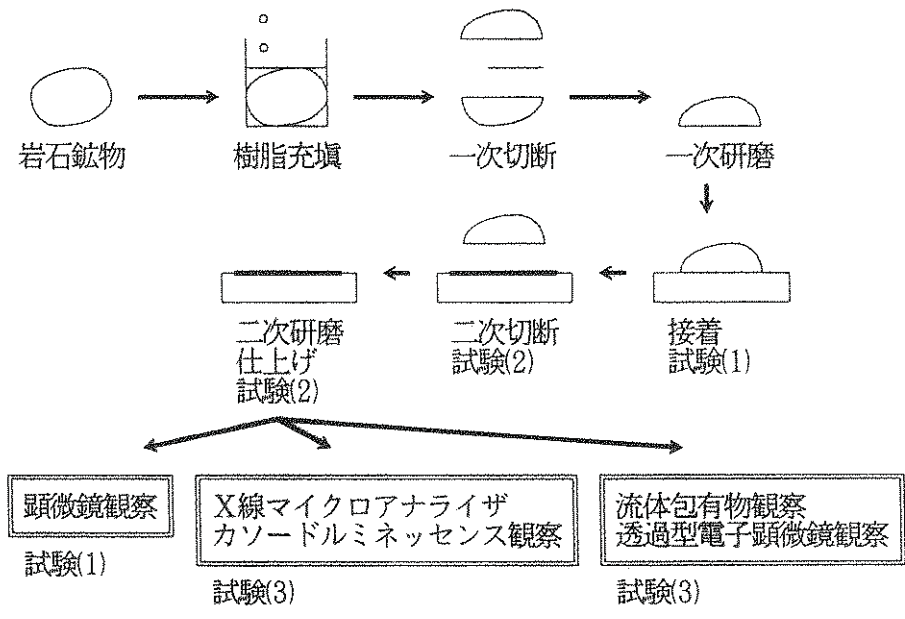 岩石鉱物
樹脂充塡
一次切断
一次研磨
二次研磨
仕上げ
試験(2)
二次切断
試験(2)
接着
試験(1)
顕微鏡観察
試験(1)
X線マイクロアナライザ
カソードルミネッセンス観察
試験(3)
流体包有物観察
透過型電子顕微鏡観察
試験(3)